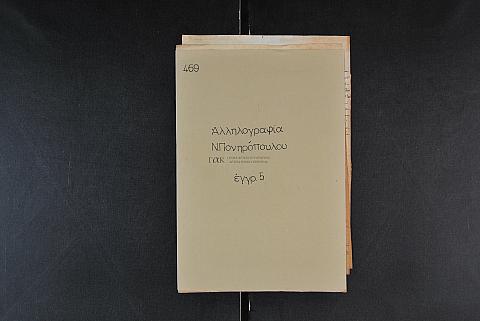 469
Αλληλογραφία
Ν. Πονηρόπουλου
ΓΑΚ
έγγρ. 5